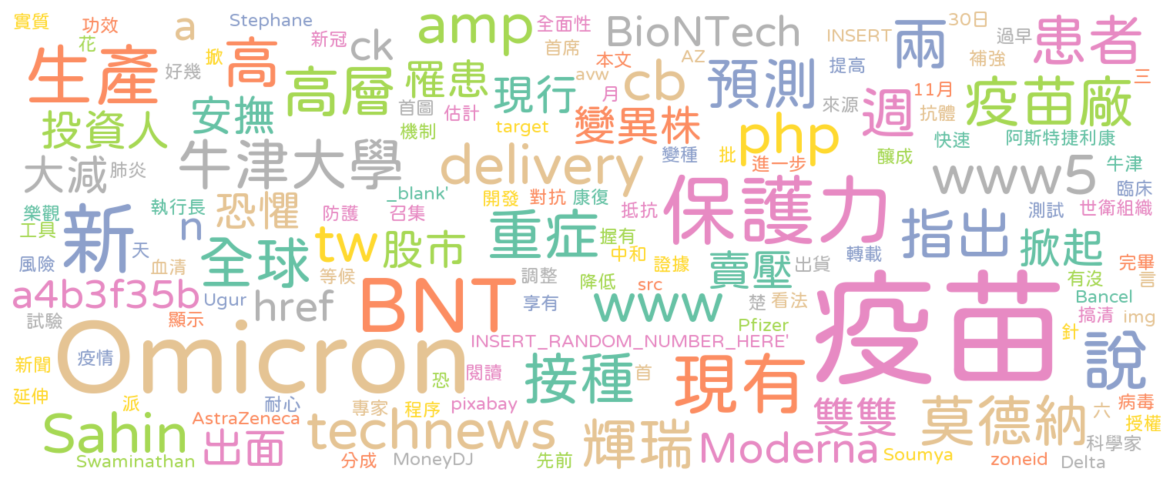 實質 功效 Stephane amp 全面性 BioNTech INSERT 30日 過早 患者
花 a 新冠 首席 兩 補強
生產 掀 高 ck AZ 提高 三
好幾 高層 罹患 avw 本文 cb 預測 11月 疫苗廠
安撫 首圖 現行 月 來源 週 抗體
投資人 機制 估計 target 變異株 php 快速 阿斯特捷利康
大減 肺炎 牛津大學 delivery 變種 批 進一步 釀成 www5 牛津
_blank' 開發 對抗 康復 保護力 臨床
樂觀 執行長 恐懼 防護 召集 抵抗 測試 世衛組織
工具 新 n tw 重症 握有 指出
天 全球 股市 中和 轉載 掀起
風險 血清 等候 證據 賣壓 出貨 完畢
a4b3f35b Ugur 調整 降低 src 有沒 言
href BNT 享有 www 楚 看法 疫苗 Bancel
試驗 顯示 Pfizer 搞清 img
Omicron INSERT_RANDOM_NUMBER_HERE' 針
疫情 說
新聞 恐 閱讀 接種 首 現有
延伸 派 耐心 專家 程序 pixabay 六 病毒
Sahin AstraZeneca technews 雙雙 莫德納 授權
出面 輝瑞 Moderna 科學家
Swaminathan 分成 MoneyDJ 先前 Soumya zoneid Delta